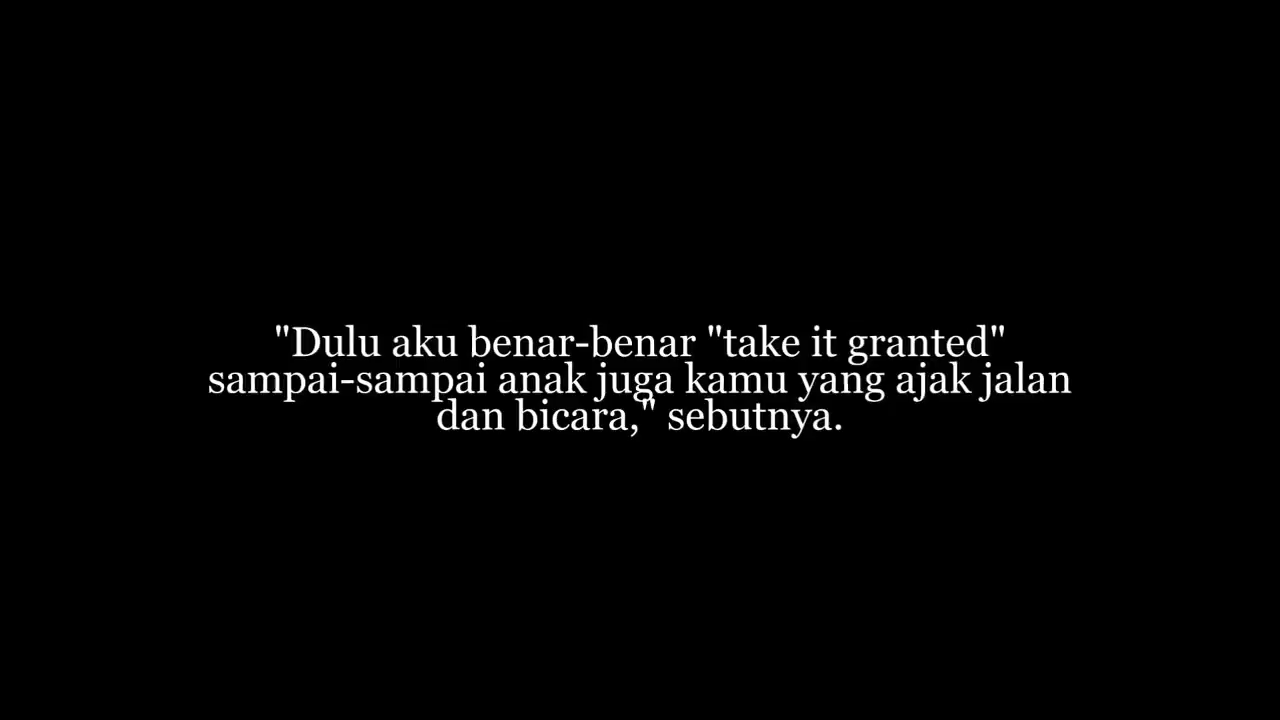 "Dulu aku benar-benar "take it granted"
sampai-sampai anak juga kamu yang ajak jalan
dan bicara," sebutnya.